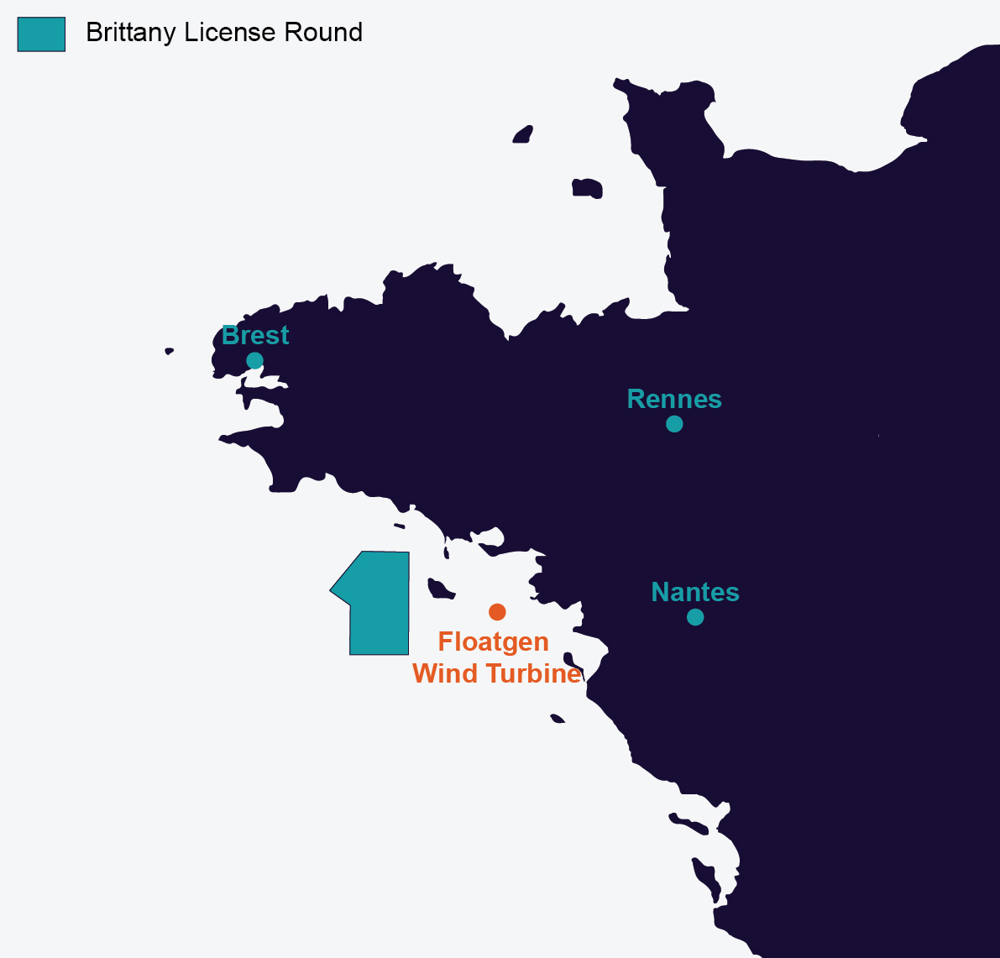 Brittany License Round
Brest
Rennes
Nantes
Floatgen
Wind Turbine